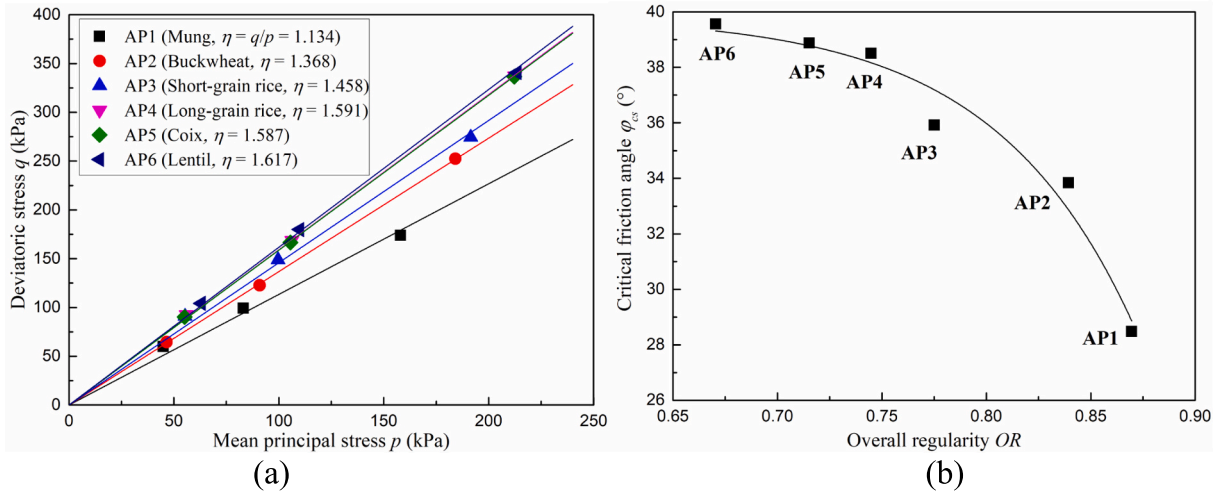 400
350
300
250
200
150
100
50
0
Deviatoric stress q (kPa)
AP1 (Mung, η = q/p = 1.134)
AP2 (Buckwheat, η = 1.368)
AP3 (Short-grain rice, η = 1.458)
AP4 (Long-grain rice, η = 1.591)
AP5 (Coix, η = 1.587)
AP6 (Lentil, η = 1.617)
0 50 100 150 200 250
Mean principal stress p (kPa)
(a)
40
38
36
34
32
30
28
26
Critical friction angle φcs (°)
AP6
AP5
AP4
AP3
AP2
AP1
0.65 0.70 0.75 0.80 0.85 0.90
Overall regularity OR
(b)